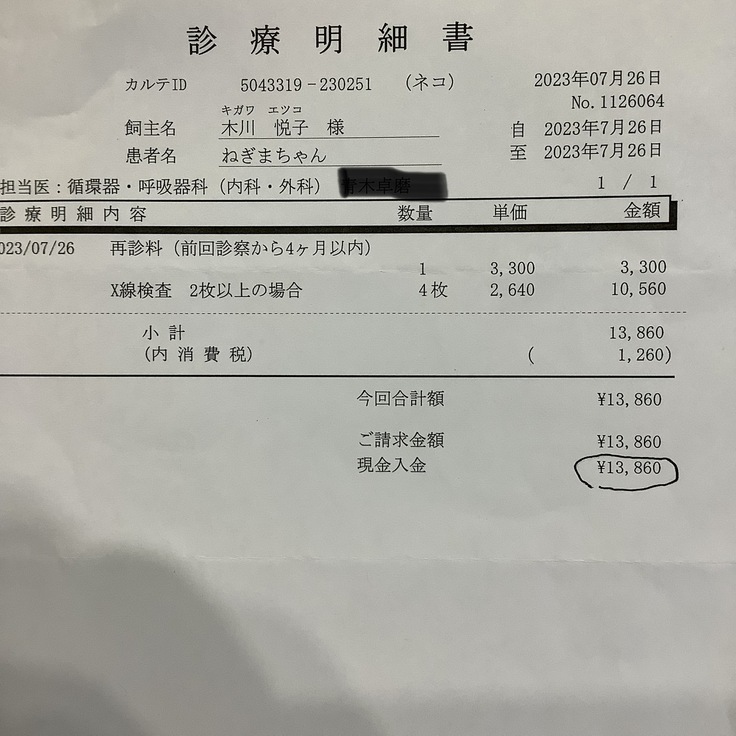 診療明細書
カルテID 5043319-230251 (ネコ) 2023年07月26日
No.1126064
キガワ エツコ
飼主名 木川 悦子 様 自 2023年7月26日
患者名 ねぎまちゃん 至 2023年7月26日
担当医：循環器・呼吸器科（内科・外科） 1 / 1
診療明細内容 数量 単価 金額
023/07/26 再診料（前回診察から4ヶ月以内）
1 3,300 3,300
X線検査 2枚以上の場合 4枚 2,640 10,560
小計 13,860
（内消費税） ( 1,260)
今回合計額 ¥13,860
ご請求金額 ¥13,860
現金入金 ¥13,860